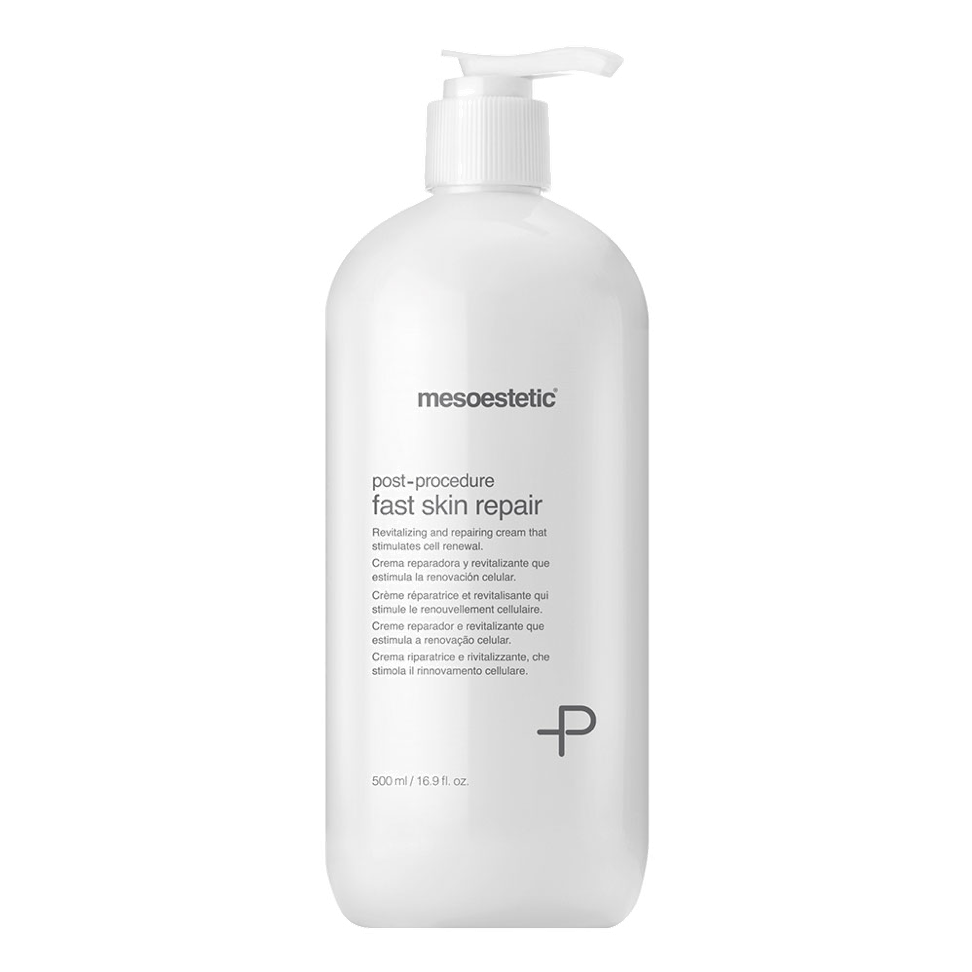 mesoestetic®
post-procedure
fast skin repair
Revitalizing and repairing cream that
stimulates cell renewal.
Crema reparadora y revitalizante que
estimula la renovación celular.
Crème réparatrice et revitalisante qui
stimule le renouvellement cellulaire.
Creme reparador e revitalizante que
estimula a renovação celular.
Crema riparatrice e rivitalizzante, che
stimola il rinnovamento cellulare.
P
500 ml / 16.9 fl. oz.